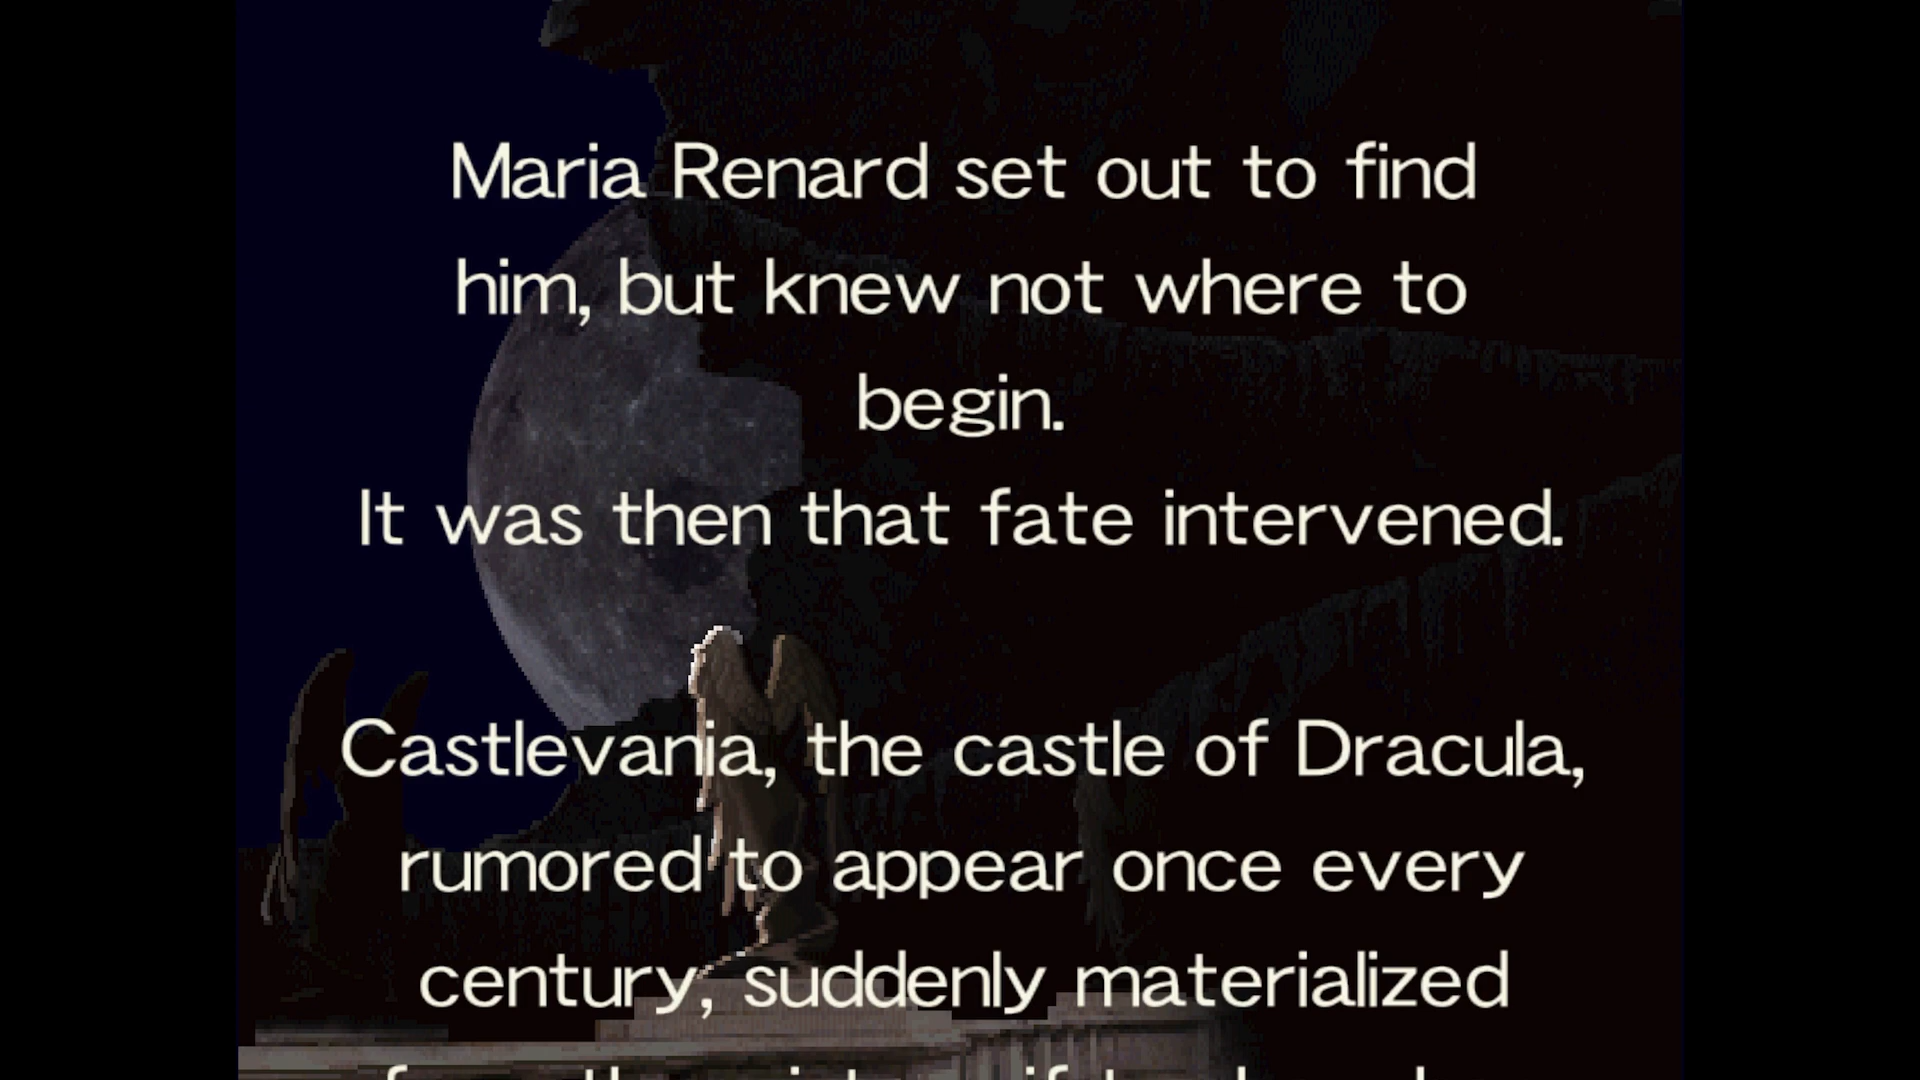 Maria Renard set out to find
him, but knew not where to
begin.
It was then that fate intervened.
Castlevania, the castle of Dracula,
rumored to appear once every
century, suddenly materialized